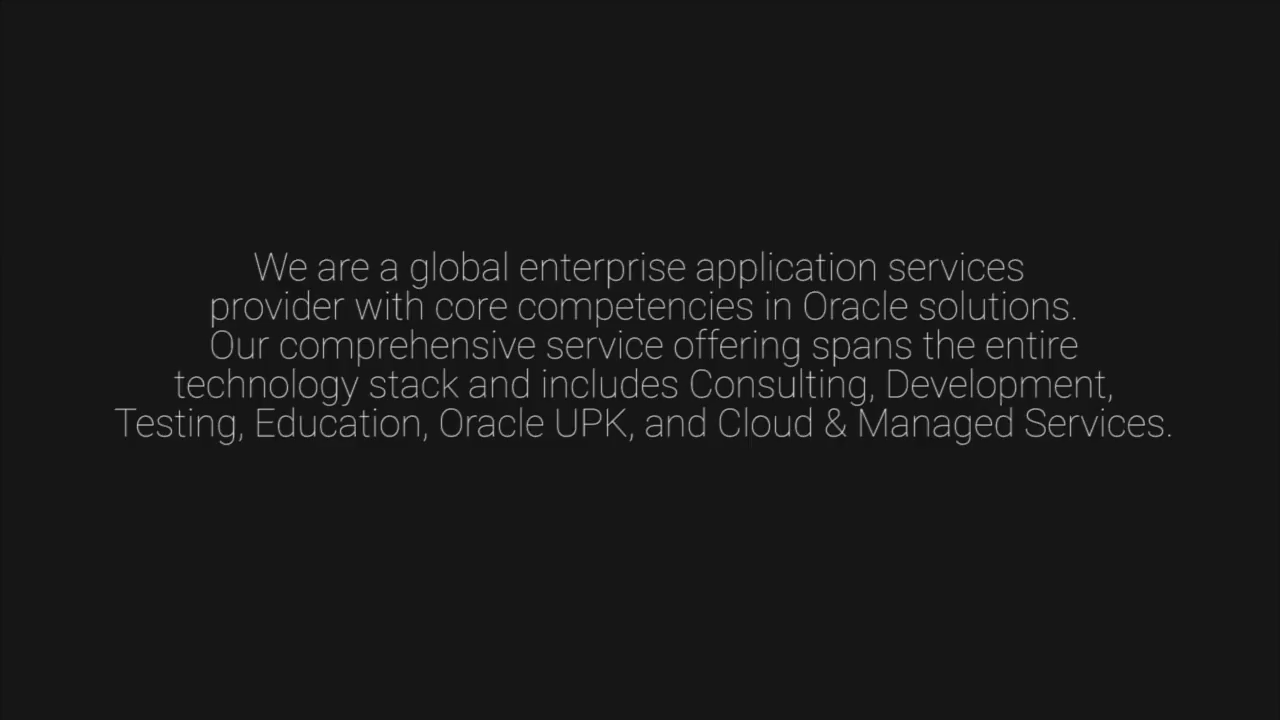 We are a global enterprise application services
provider with core competencies in Oracle solutions.
Our comprehensive service offering spans the entire
technology stack and includes Consulting, Development,
Testing, Education, Oracle UPK, and Cloud & Managed Services.